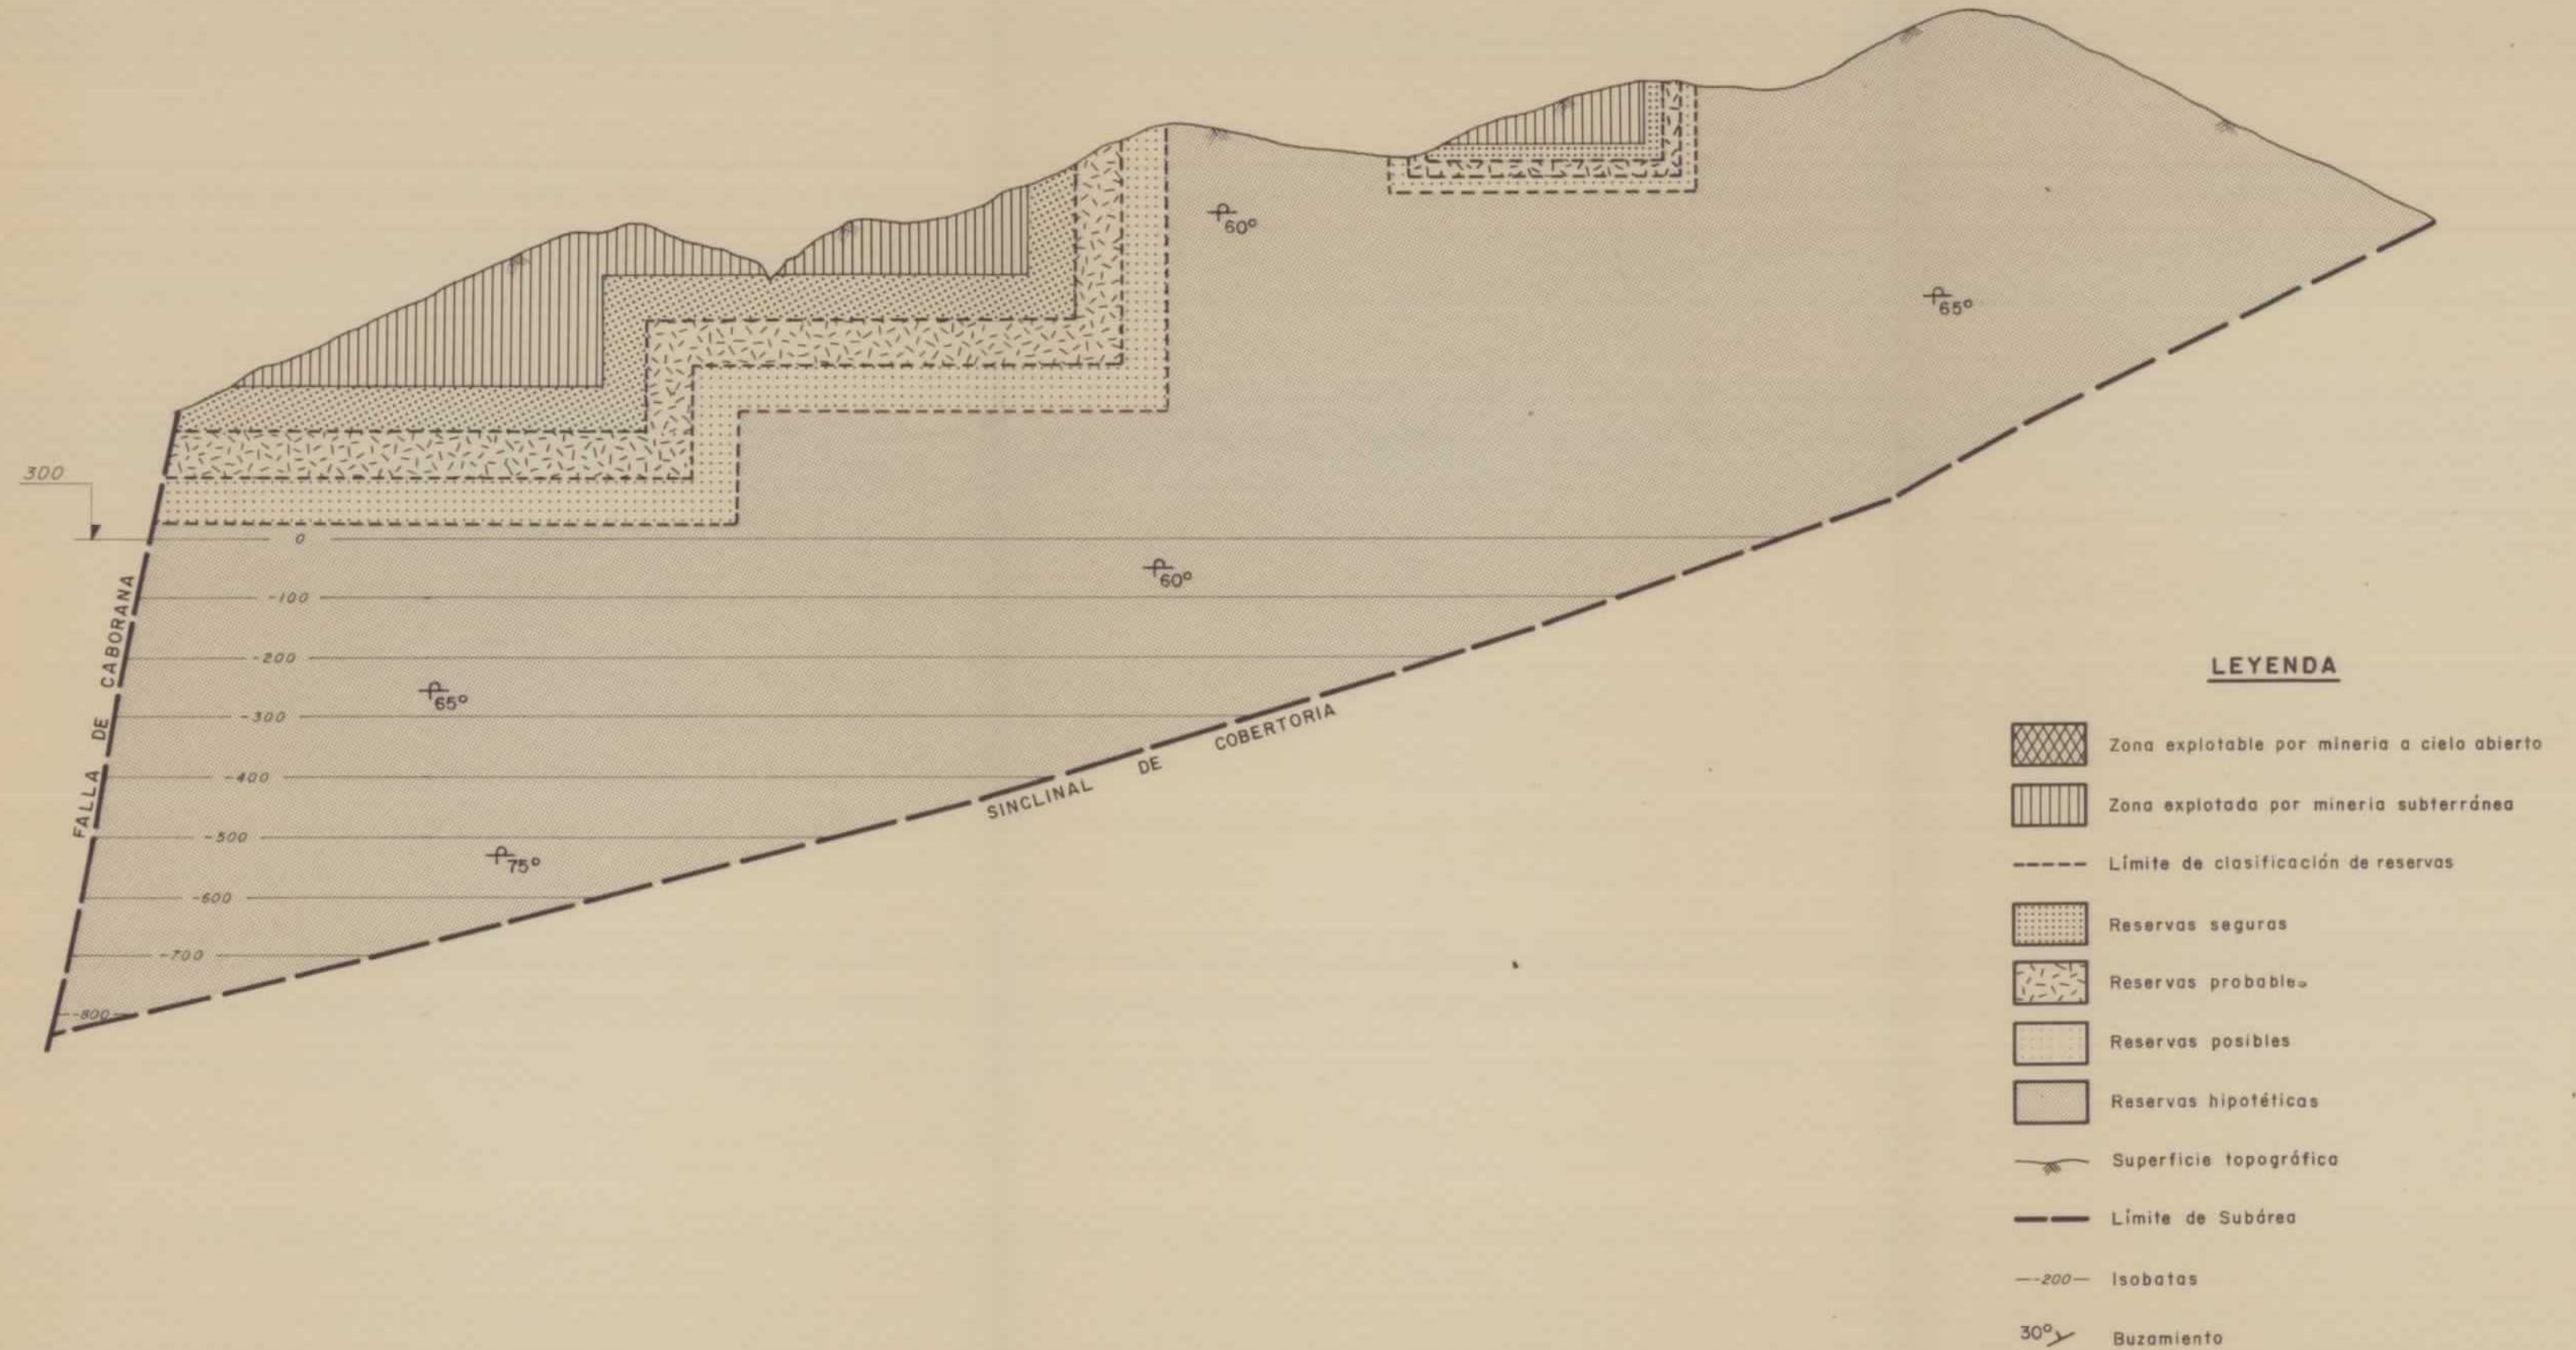 60°
65°
300
0
60°
-100
-200
65°
-300
-400
-500
75°
-600
-700
-800
FALLA DE CABORANA
SINCLINAL DE COBERTORIA
LEYENDA
Zona explotable por mineria a cielo abierto
Zona explotada por mineria subterránea
Límite de clasificación de reservas
Reservas seguras
Reservas probables
Reservas posibles
Reservas hipotéticas
Superficie topográfica
Límite de Subárea
-200 Isobatas
30° Buzamiento